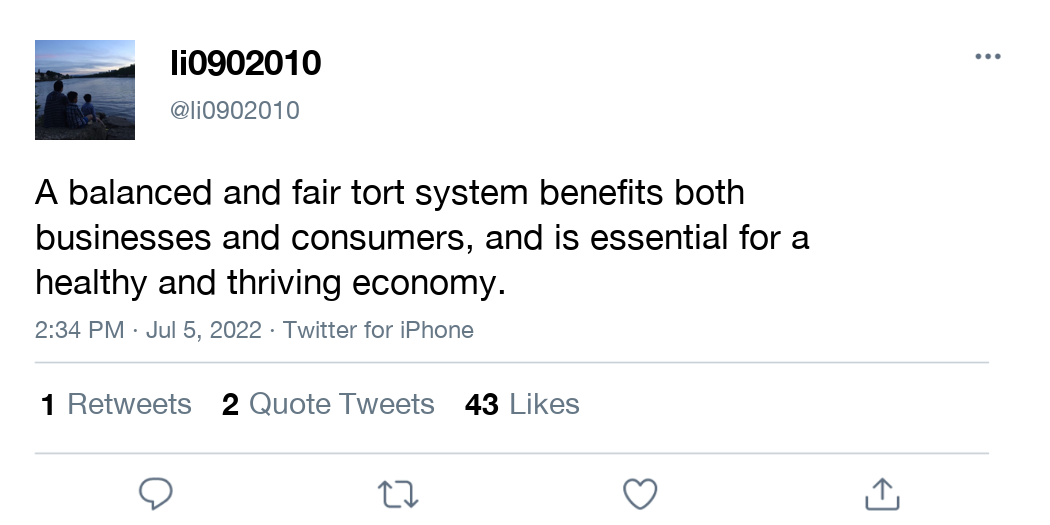 li0902010
@li0902010
A balanced and fair tort system benefits both
businesses and consumers, and is essential for a
healthy and thriving economy.
2:34 PM · Jul 5, 2022 · Twitter for iPhone
1 Retweets 2 Quote Tweets 43 Likes